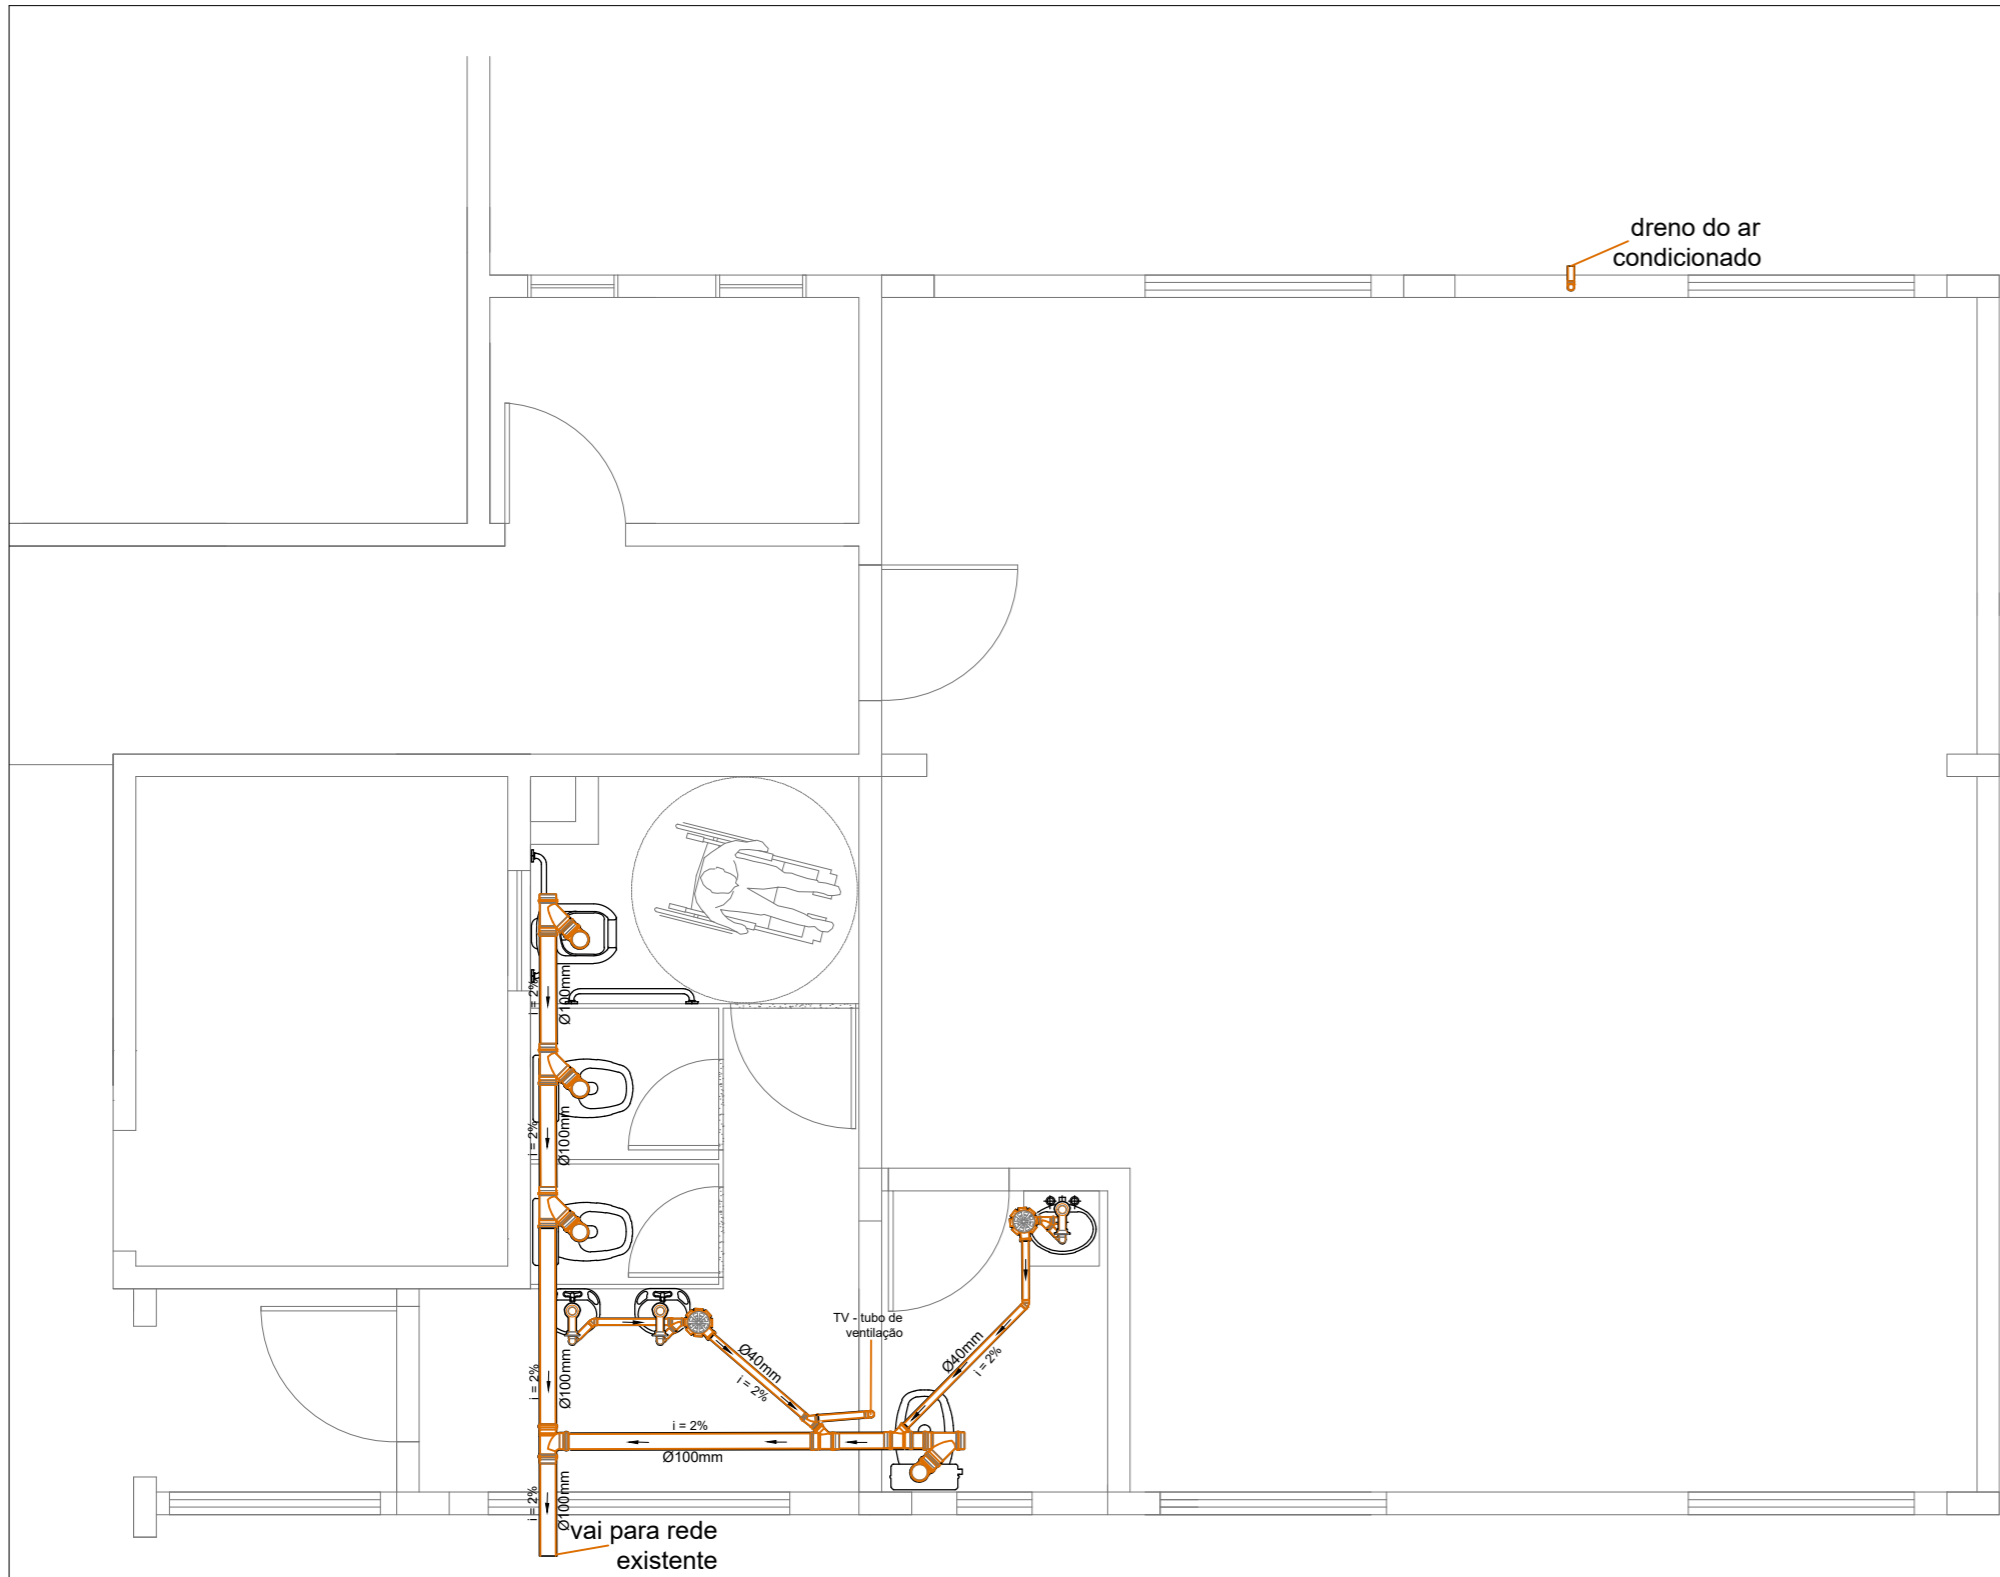 dreno do ar
condicionado
i = 2%
Ø100mm
i = 2%
Ø100mm
TV - tubo de
ventilação
Ø40mm
i = 2%
Ø40mm
i = 2%
i = 2%
Ø100mm
i = 2%
Ø100mm
i = 2%
Ø100mm
vai para rede
existente